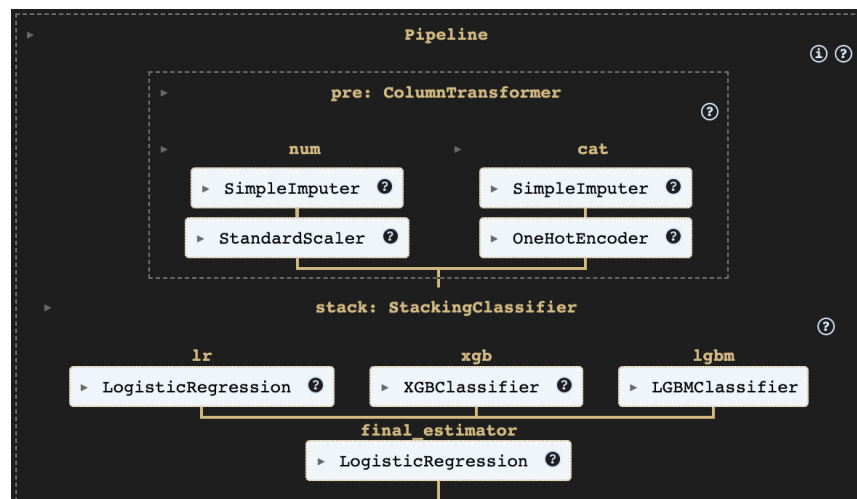 Pipeline
i ?
pre: ColumnTransformer
?
num cat
SimpleImputer ? SimpleImputer ?
StandardScaler ? OneHotEncoder ?
stack: StackingClassifier
?
lr xgb lgbm
LogisticRegression ? XGBClassifier ? LGBMClassifier
final_estimator
LogisticRegression ?